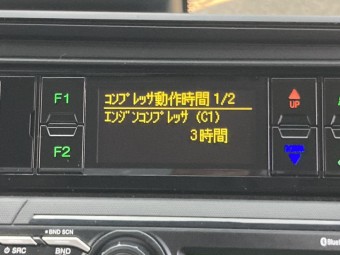 F1
F2
ｺﾝﾌﾟﾚｯｻ動作時間 1/2
ｴﾝｼﾞﾝｺﾝﾌﾟﾚｯｻ (C1)
3時間
UP
BND SCN
SRC
BND
Bluetooth